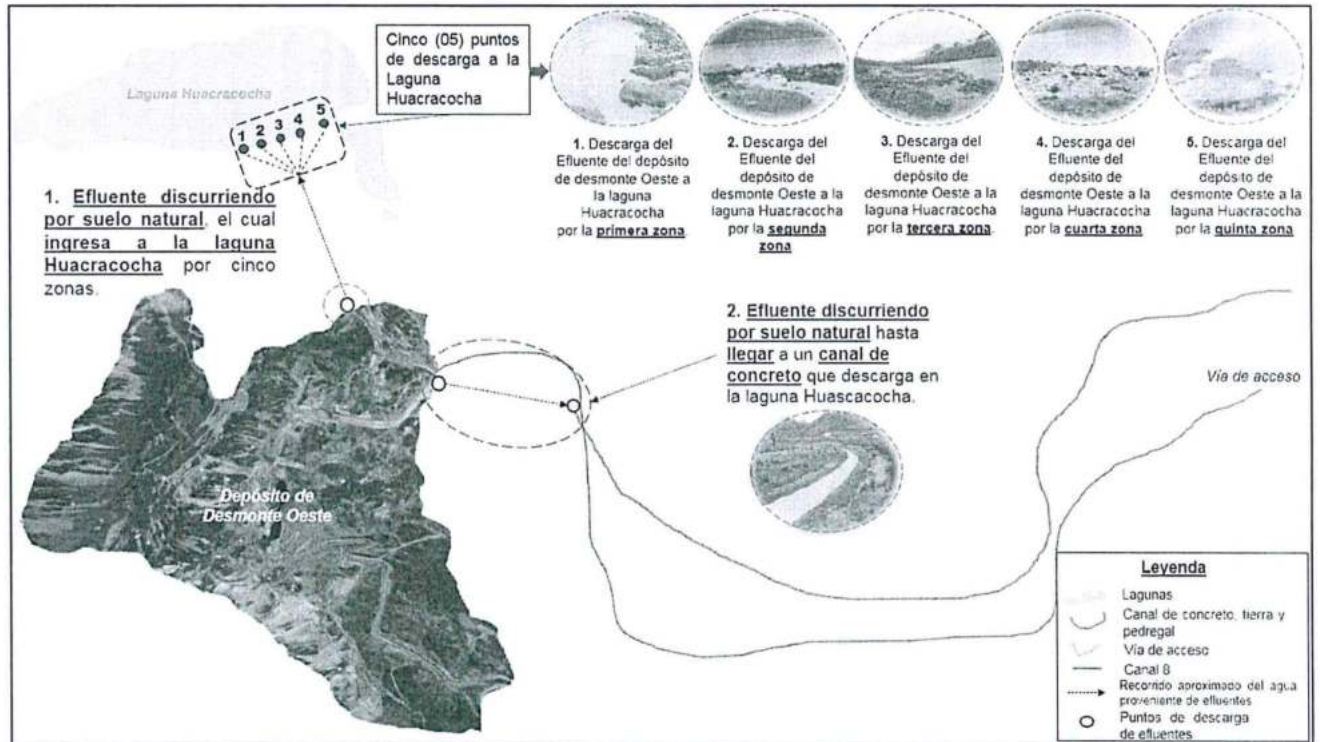 Cinco (05) puntos
de descarga a la
Laguna
Huacracocha
Laguna Huacracocha
1 2 3 4 5
1. Descarga del
Efluente del depósito
de desmonte Oeste a
la laguna
Huacracocha
por la primera zona.
2. Descarga del
Efluente del
depósito de
desmonte Oeste a la
laguna Huacracocha
por la segunda
zona
3. Descarga del
Efluente del
depósito de
desmonte Oeste a la
laguna Huacracocha
por la tercera zona.
4. Descarga del
Efluente del
depósito de
desmonte Oeste a la
laguna Huacracocha
por la cuarta zona
5. Descarga del
Efluente del
depósito de
desmonte Oeste a la
laguna Huacracocha
por la quinta zona
1. Efluente discurriendo
por suelo natural, el cual
ingresa a la laguna
Huacracocha por cinco
zonas.
2. Efluente discurriendo
por suelo natural hasta
llegar a un canal de
concreto que descarga en
la laguna Huascacocha.
Vía de acceso
Depósito de
Desmonte Oeste
Leyenda
Lagunas
Canal de concreto, tierra y
pedregal
Vía de acceso
Canal 8
Recorrido aproximado del agua
proveniente de efluentes
Puntos de descarga
de efluentes